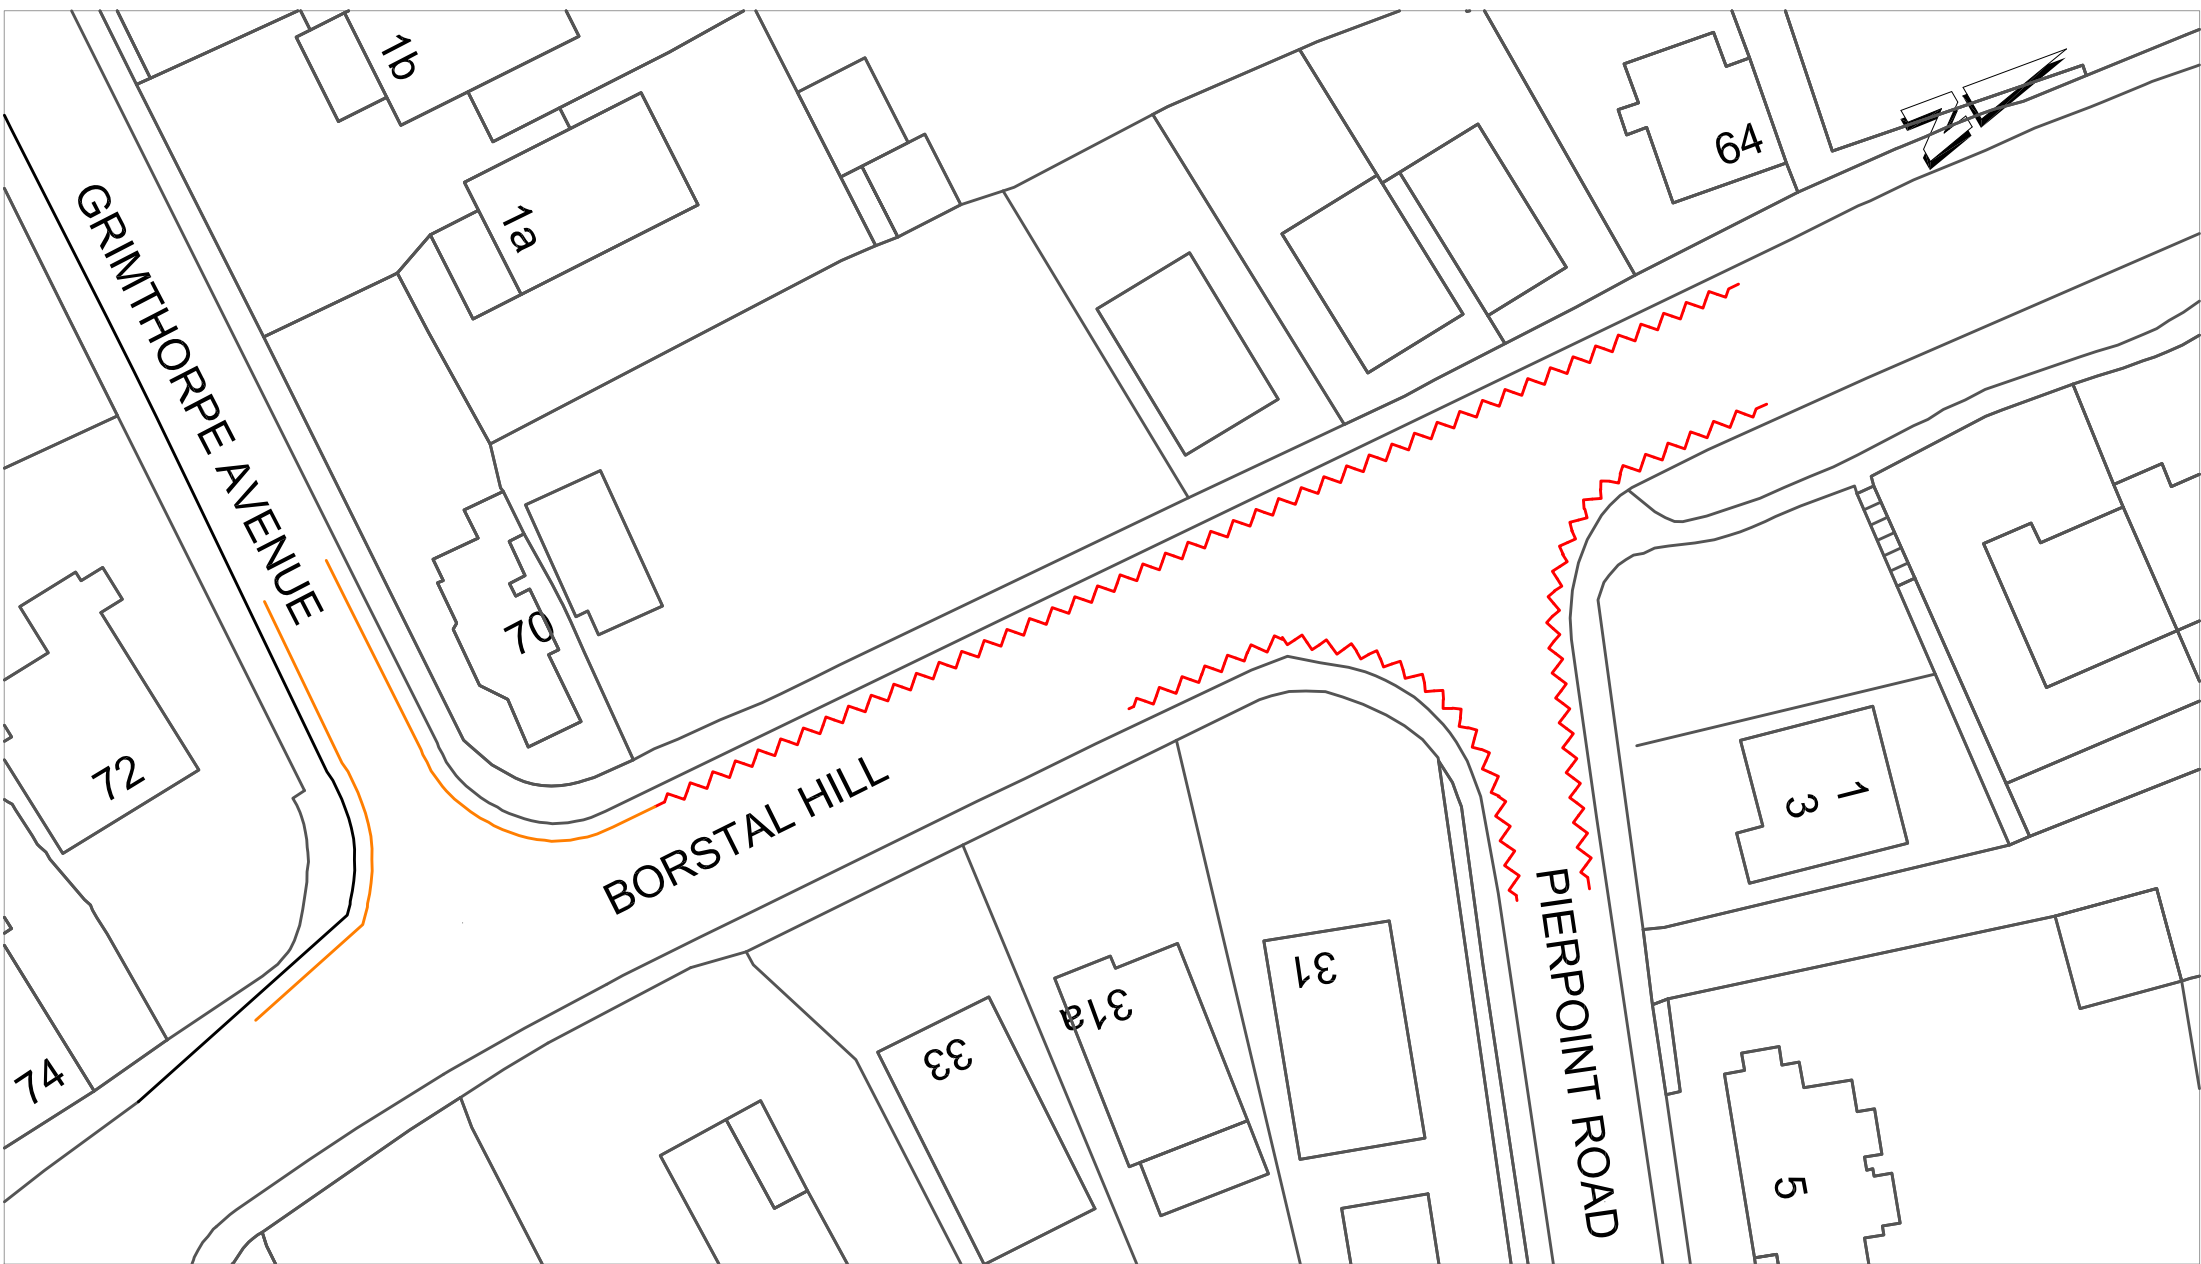 1b
1a
64
N
GRIMTHORPE AVENUE
70
72
BORSTAL HILL
1
3
PIERPOINT ROAD
31
31a
33
74
5